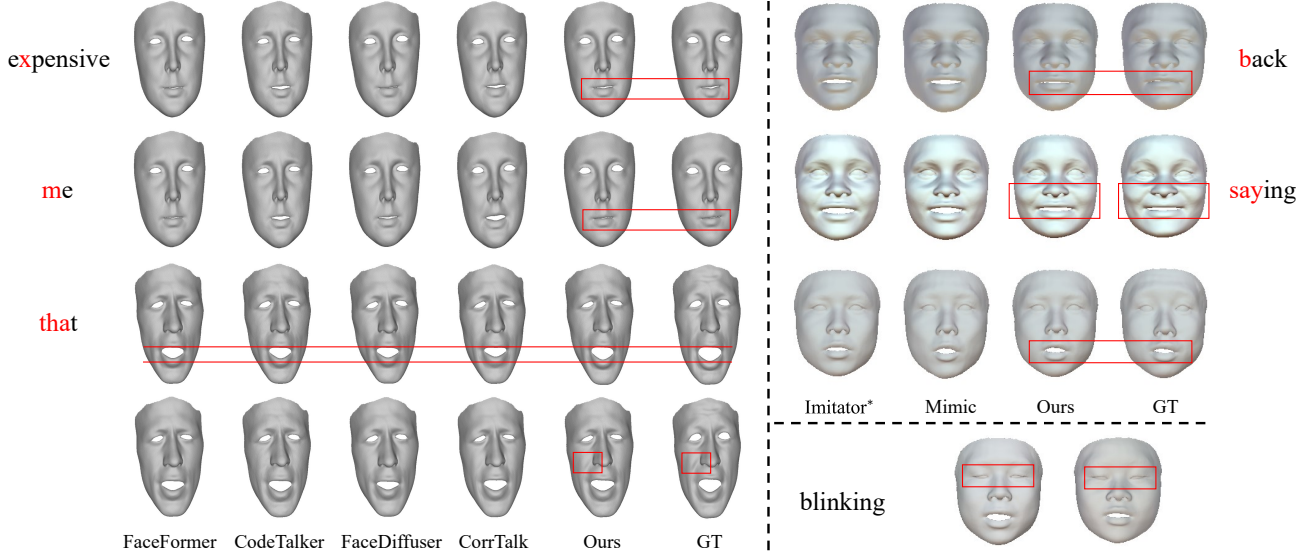 expensive
me
that
FaceFormer CodeTalker FaceDiffuser CorrTalk Ours GT
back
saying
Imitator* Mimic Ours GT
blinking